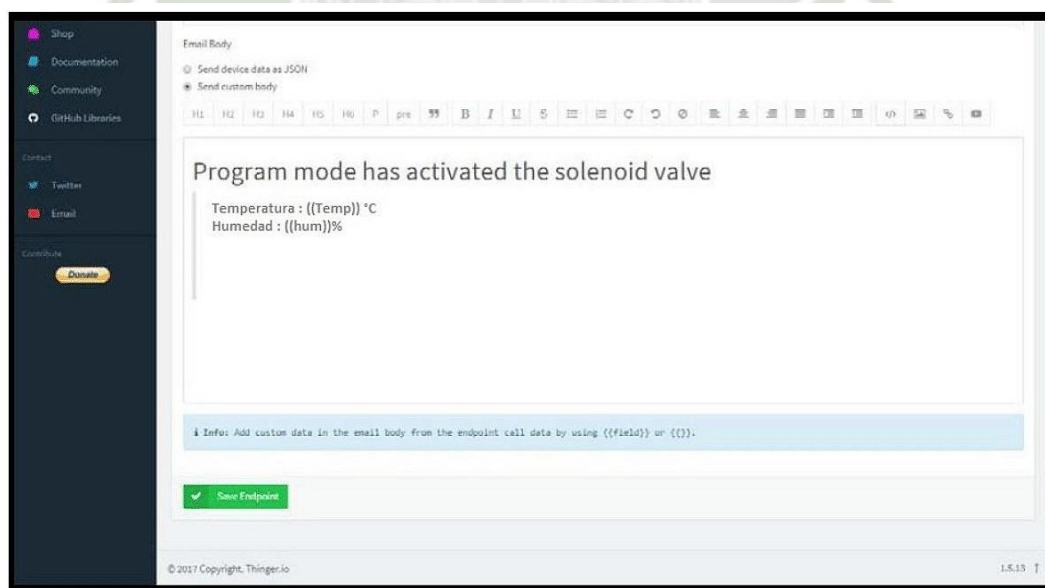 Shop
Documentation
Community
GitHub Libraries
Contact
Twitter
Email
Contribute
Donate
Email Body
Send device data as JSON
Send custom body
H1 H2 H3 H4 H5 H6 P pre ” B I U S
Program mode has activated the solenoid valve
Temperatura : ((Temp)) °C
Humedad : ((hum))%
i Info: Add custom data in the email body from the endpoint call data by using {{field}} or {{}}.
Save Endpoint
© 2017 Copyright. Thinger.io
1.5.13